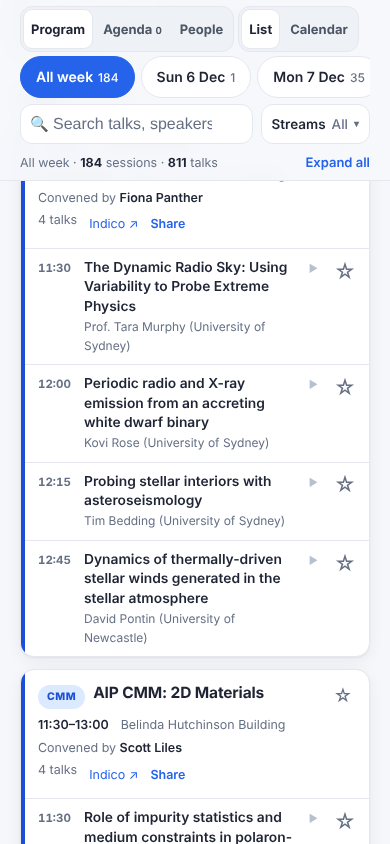 Program Agenda 0 People List Calendar
All week 184 Sun 6 Dec 1 Mon 7 Dec 35
🔍 Search talks, speakers Streams All ▾
All week · 184 sessions · 811 talks Expand all
Convened by Fiona Panther
4 talks Indico ↗ Share
11:30 The Dynamic Radio Sky: Using
Variability to Probe Extreme
Physics
Prof. Tara Murphy (University of
Sydney)
12:00 Periodic radio and X-ray
emission from an accreting
white dwarf binary
Kovi Rose (University of Sydney)
12:15 Probing stellar interiors with
asteroseismology
Tim Bedding (University of Sydney)
12:45 Dynamics of thermally-driven
stellar winds generated in the
stellar atmosphere
David Pontin (University of
Newcastle)
CMM AIP CMM: 2D Materials
11:30–13:00 Belinda Hutchinson Building
Convened by Scott Liles
4 talks Indico ↗ Share
11:30 Role of impurity statistics and
medium constraints in polaron-